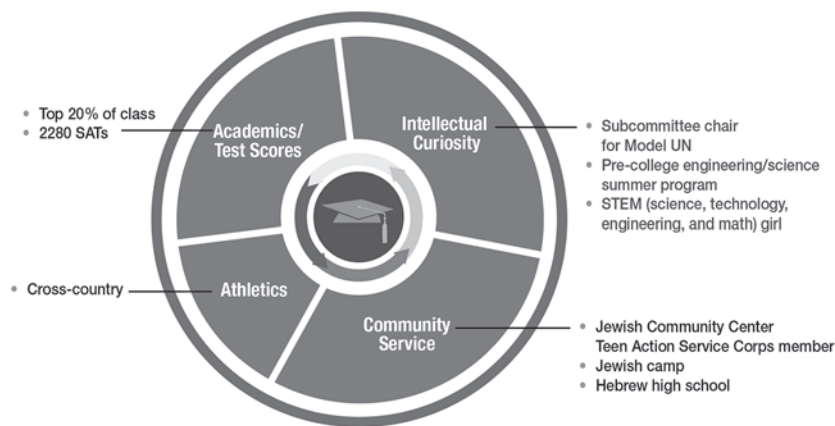 • Top 20% of class
• 2280 SATs
Academics/
Test Scores
Intellectual
Curiosity
• Subcommittee chair
for Model UN
• Pre-college engineering/science
summer program
• STEM (science, technology,
engineering, and math) girl
• Cross-country
Athletics
Community
Service
• Jewish Community Center
Teen Action Service Corps member
• Jewish camp
• Hebrew high school